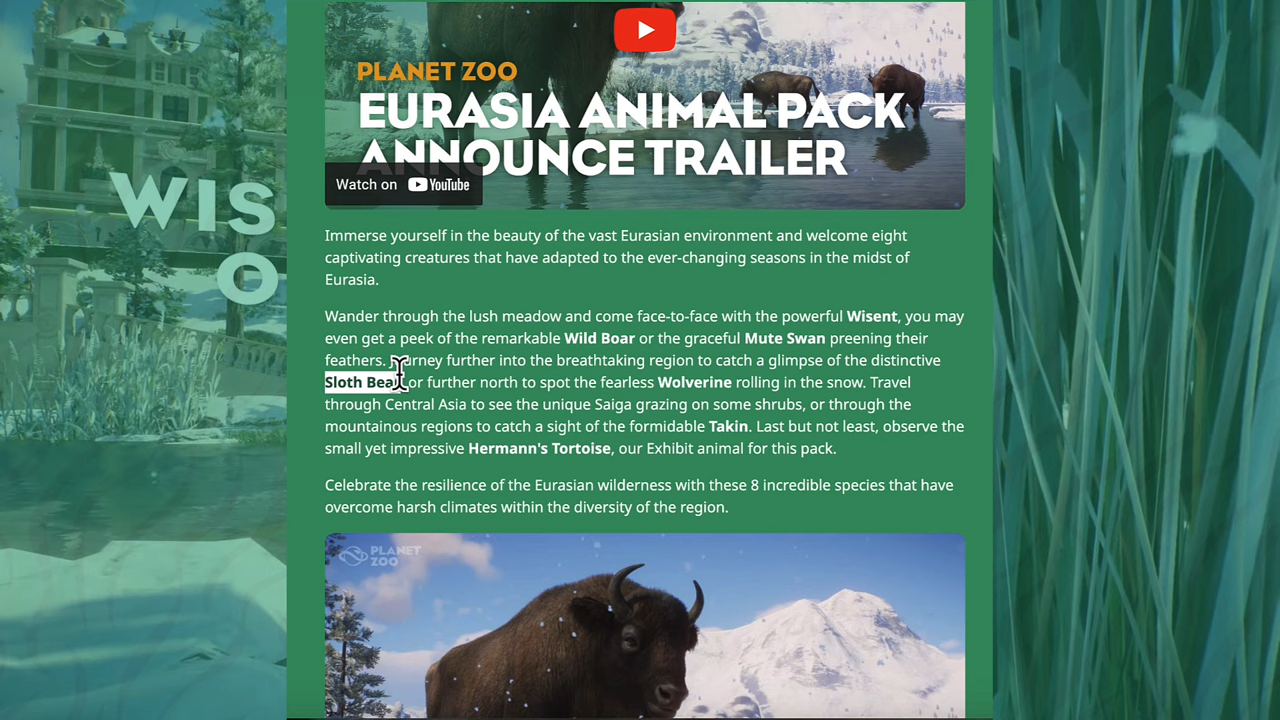 WIS
O
PLANET ZOO
EURASIA ANIMAL PACK
ANNOUNCE TRAILER
Watch on YouTube
Immerse yourself in the beauty of the vast Eurasian environment and welcome eight
captivating creatures that have adapted to the ever-changing seasons in the midst of
Eurasia.
Wander through the lush meadow and come face-to-face with the powerful Wisent, you may
even get a peek of the remarkable Wild Boar or the graceful Mute Swan preening their
feathers. Journey further into the breathtaking region to catch a glimpse of the distinctive
Sloth Bear or further north to spot the fearless Wolverine rolling in the snow. Travel
through Central Asia to see the unique Saiga grazing on some shrubs, or through the
mountainous regions to catch a sight of the formidable Takin. Last but not least, observe the
small yet impressive Hermann's Tortoise, our Exhibit animal for this pack.
Celebrate the resilience of the Eurasian wilderness with these 8 incredible species that have
overcome harsh climates within the diversity of the region.
PLANET
ZOO